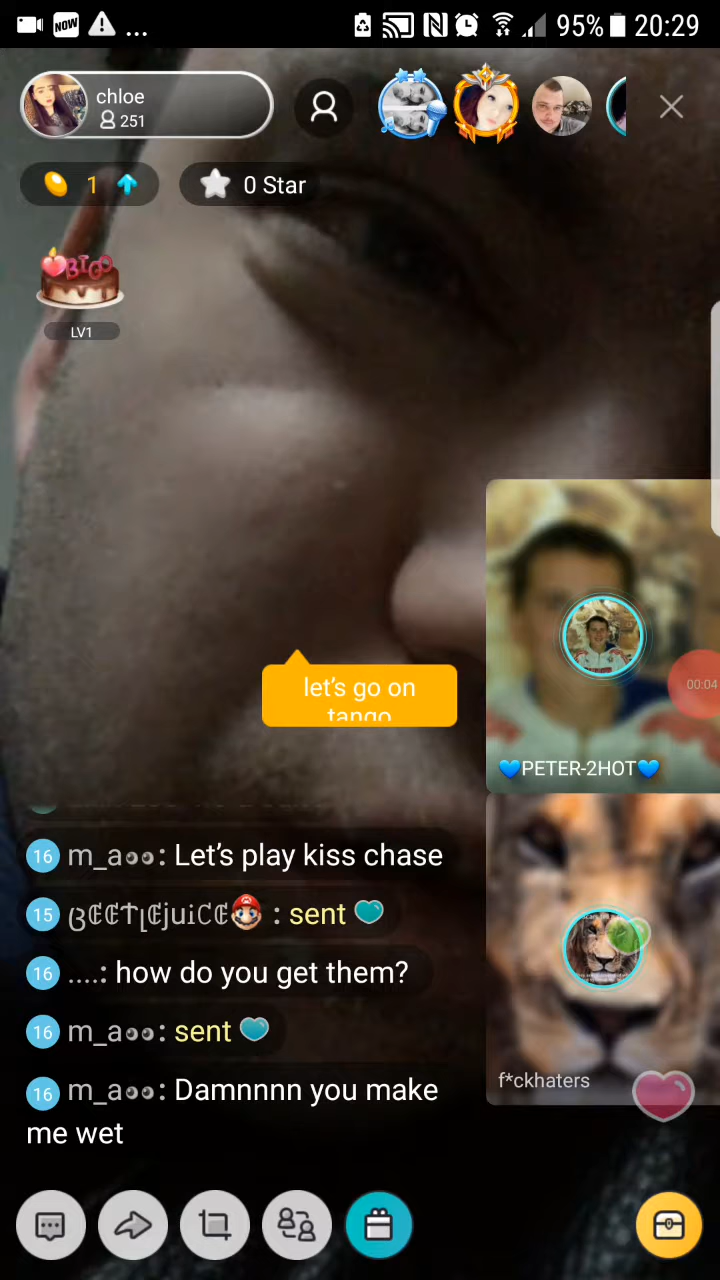 NOW
...
95%
20:29
chloe
251
1
0 Star
BIGO
LV1
let's go on
tango
00:04
💙PETER-2HOT💙
16 m_a👀: Let's play kiss chase
: sent
16 ....: how do you get them?
16 m_a👀: sent
16 m_a👀: Damnnnn you make
me wet
f*ckhaters